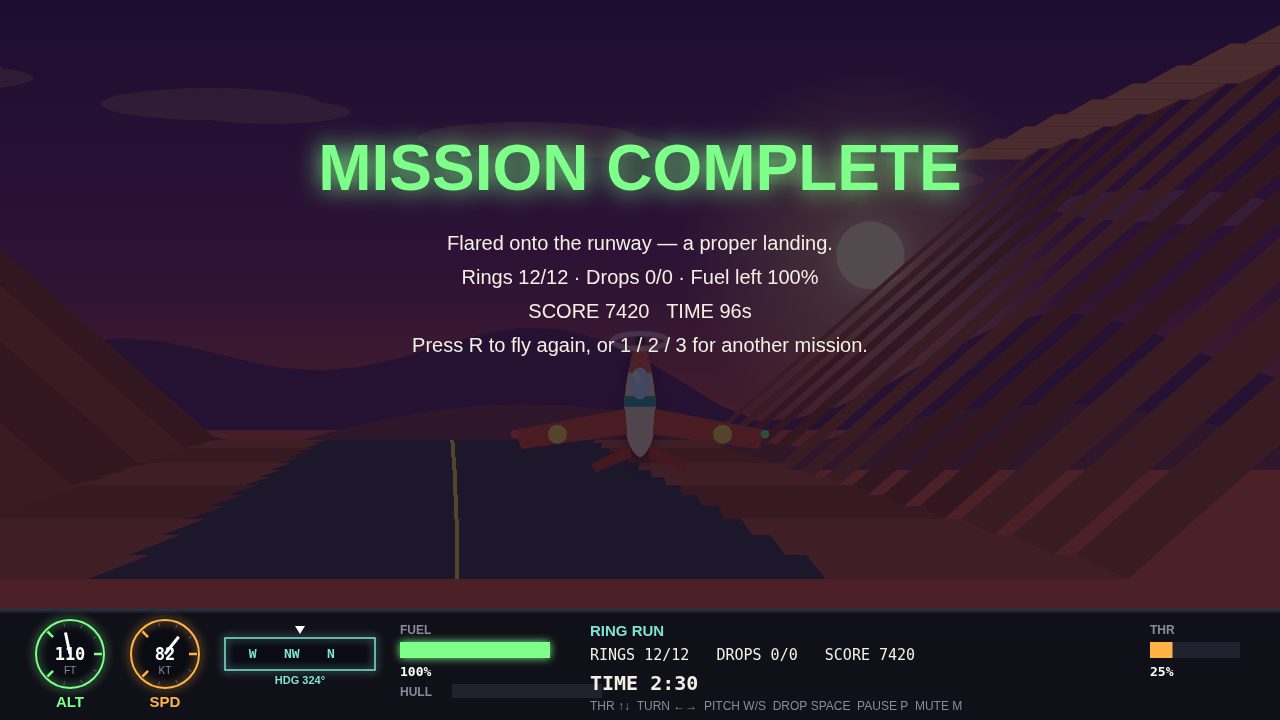 MISSION COMPLETE
Flared onto the runway — a proper landing.
Rings 12/12 · Drops 0/0 · Fuel left 100%
SCORE 7420 TIME 96s
Press R to fly again, or 1 / 2 / 3 for another mission.
110
FT
ALT
82
KT
SPD
W NW N
HDG 324°
FUEL
100%
HULL
RING RUN
RINGS 12/12 DROPS 0/0 SCORE 7420
TIME 2:30
THR ↑↓ TURN ←→ PITCH W/S DROP SPACE PAUSE P MUTE M
THR
25%